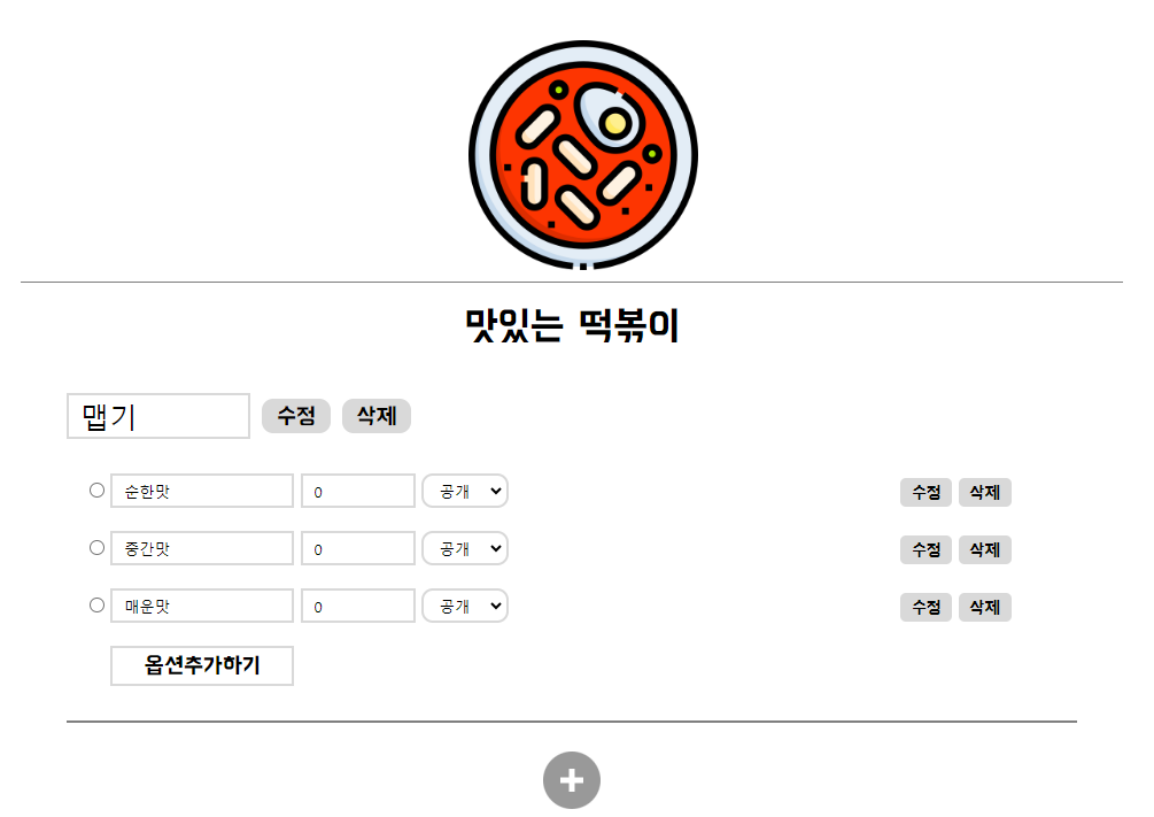 맛있는 떡볶이
맵기 수정 삭제
순한맛 0 공개 수정 삭제
중간맛 0 공개 수정 삭제
매운맛 0 공개 수정 삭제
옵션추가하기
+